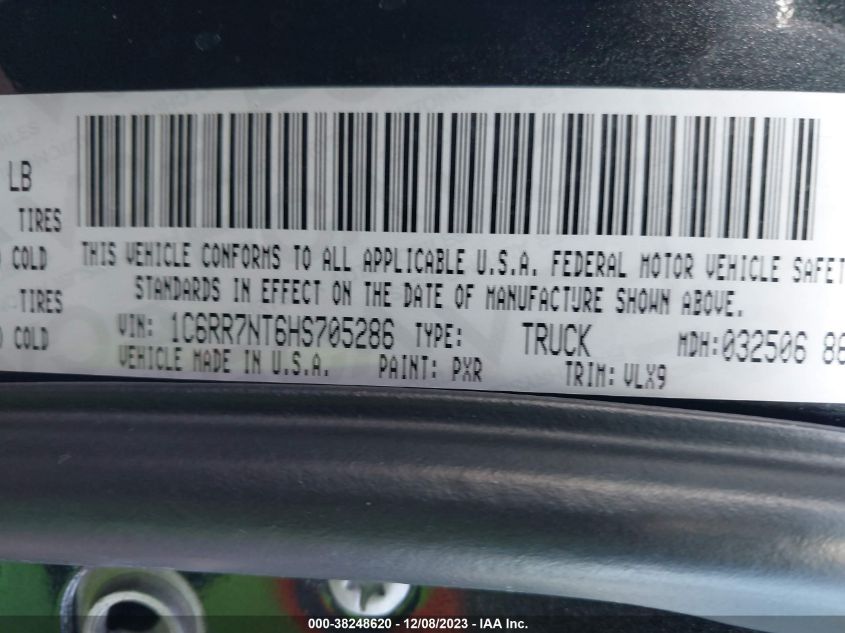 LB
TIRES
COLD
TIRES
COLD
THIS VEHICLE CONFORMS TO ALL APPLICABLE U.S.A. FEDERAL MOTOR VEHICLE SAFET
STANDARDS IN EFFECT ON THE DATE OF MANUFACTURE SHOWN ABOVE.
VIN: 1C6RR7NT6HS705286 TYPE: TRUCK MDH:032506 86
VEHICLE MADE IN U.S.A. PAINT: PXR TRIM: VLX9
000-38248620 - 12/08/2023 - IAA Inc.